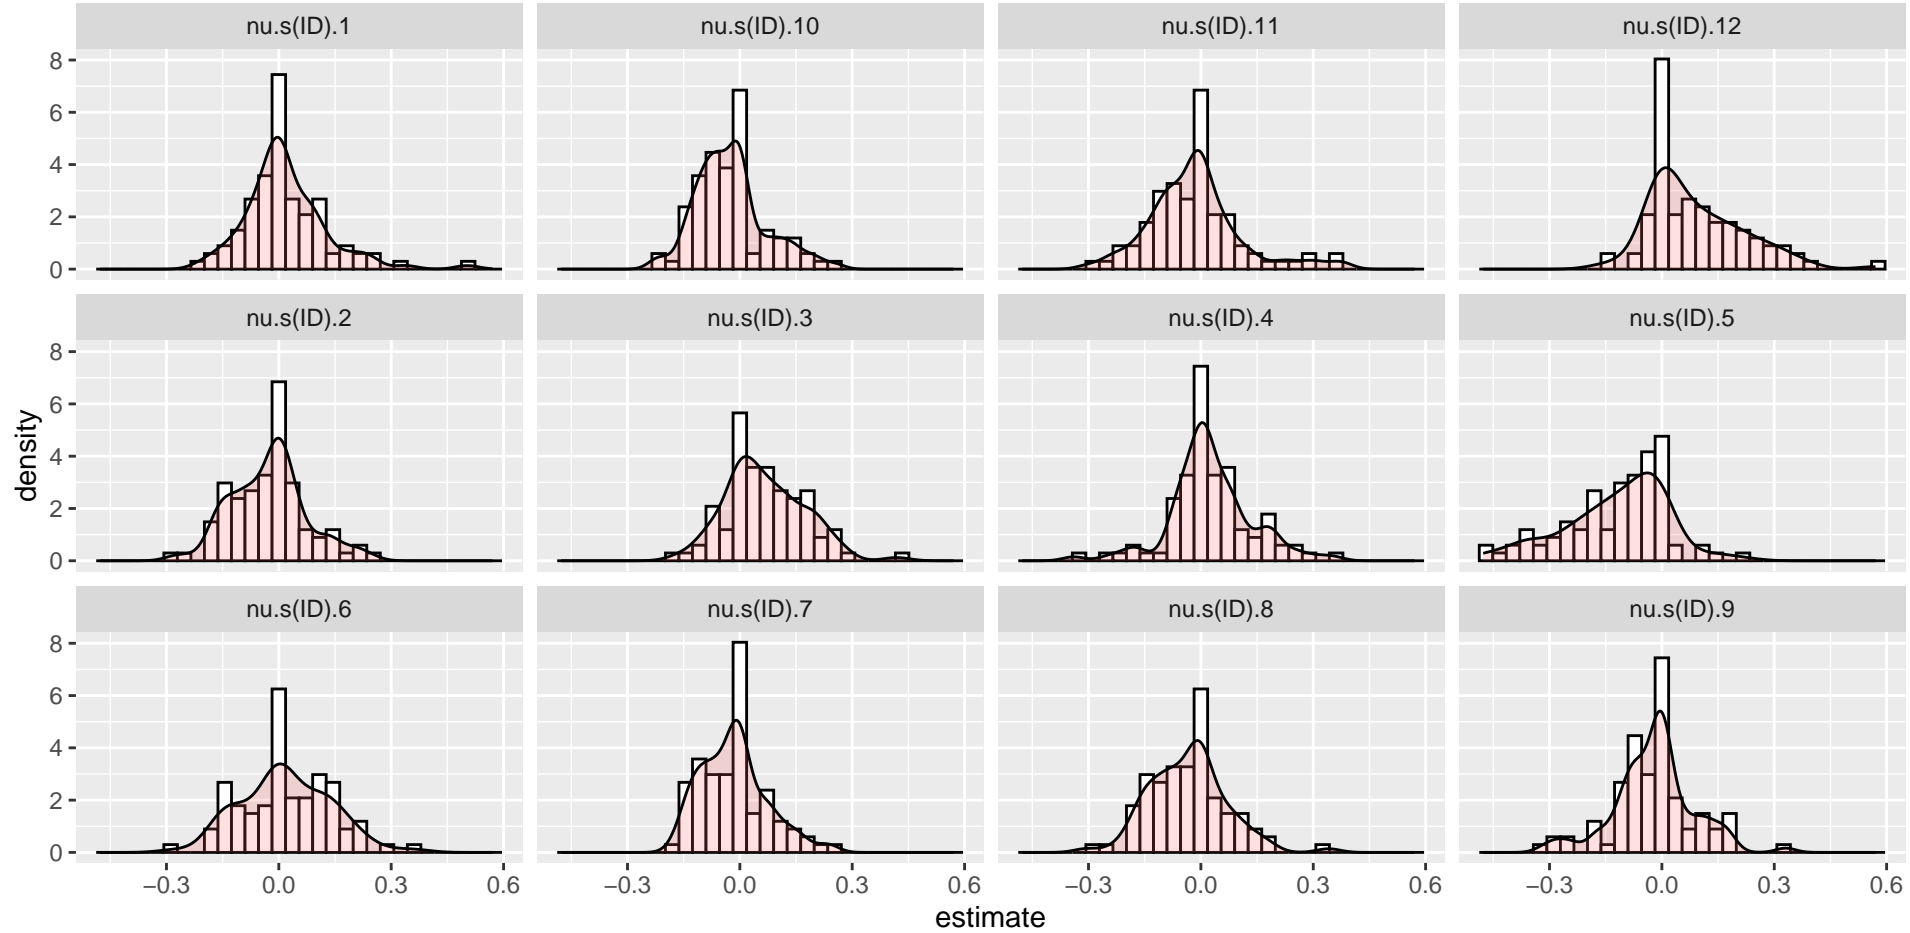 nu.s(ID).1 nu.s(ID).10 nu.s(ID).11 nu.s(ID).12
8
6
4
2
0
nu.s(ID).2 nu.s(ID).3 nu.s(ID).4 nu.s(ID).5
8
6
4
2
0
density
nu.s(ID).6 nu.s(ID).7 nu.s(ID).8 nu.s(ID).9
8
6
4
2
0
−0.3 0.0 0.3 0.6 −0.3 0.0 0.3 0.6 −0.3 0.0 0.3 0.6 −0.3 0.0 0.3 0.6
estimate